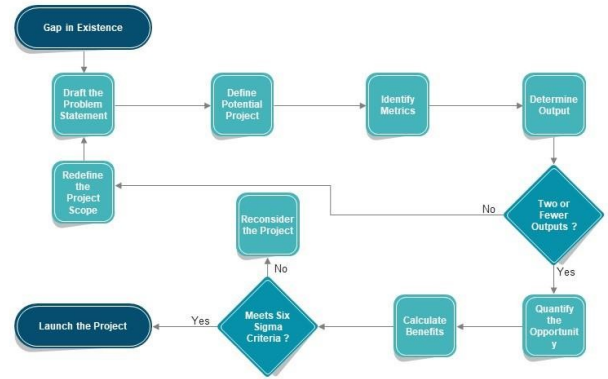 Gap in Existence
Draft the
Problem
Statement
Define
Potential
Project
Identify
Metrics
Determine
Output
Redefine
the
Project
Scope
Reconsider
the Project
No
Two or
Fewer
Outputs ?
No
Yes
Launch the Project
Yes
Meets Six
Sigma
Criteria ?
Calculate
Benefits
Quantify
the
Opportunit
y